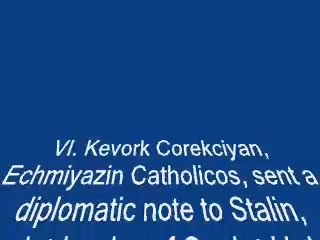 VI. Kevork Corekciyan,
Echmiyazin Catholicos, sent a
diplomatic note to Stalin,